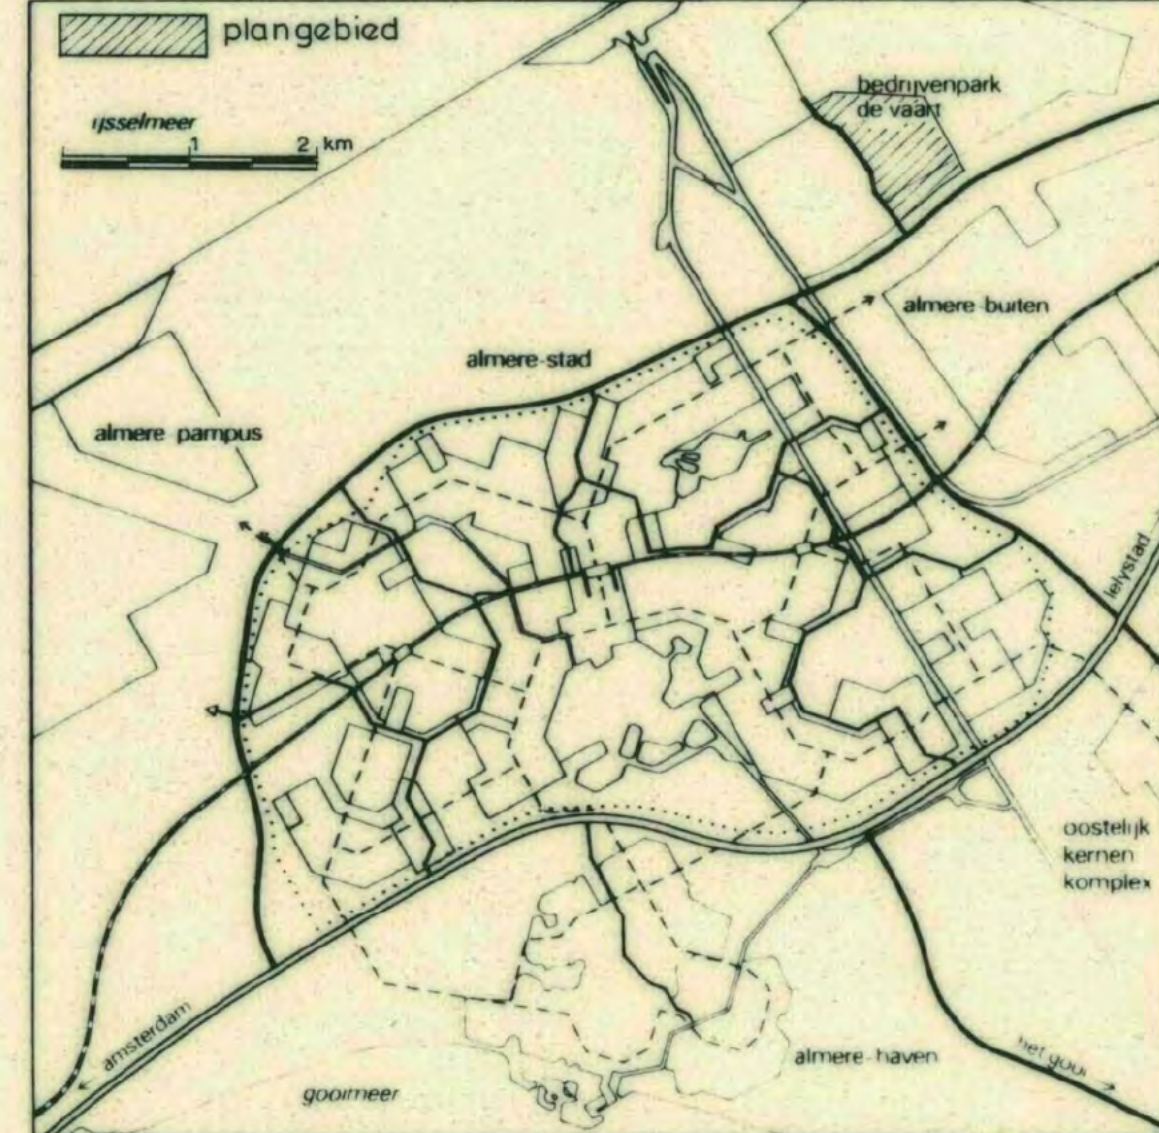 plangebied
ijsselmeer
1 2 km
bedrijvenpark
de vaart
almere-buiten
almere-stad
almere pampus
lelystad
oostelijk
kernen
komplex
amsterdam
almere-haven
het gooi
gooimeer